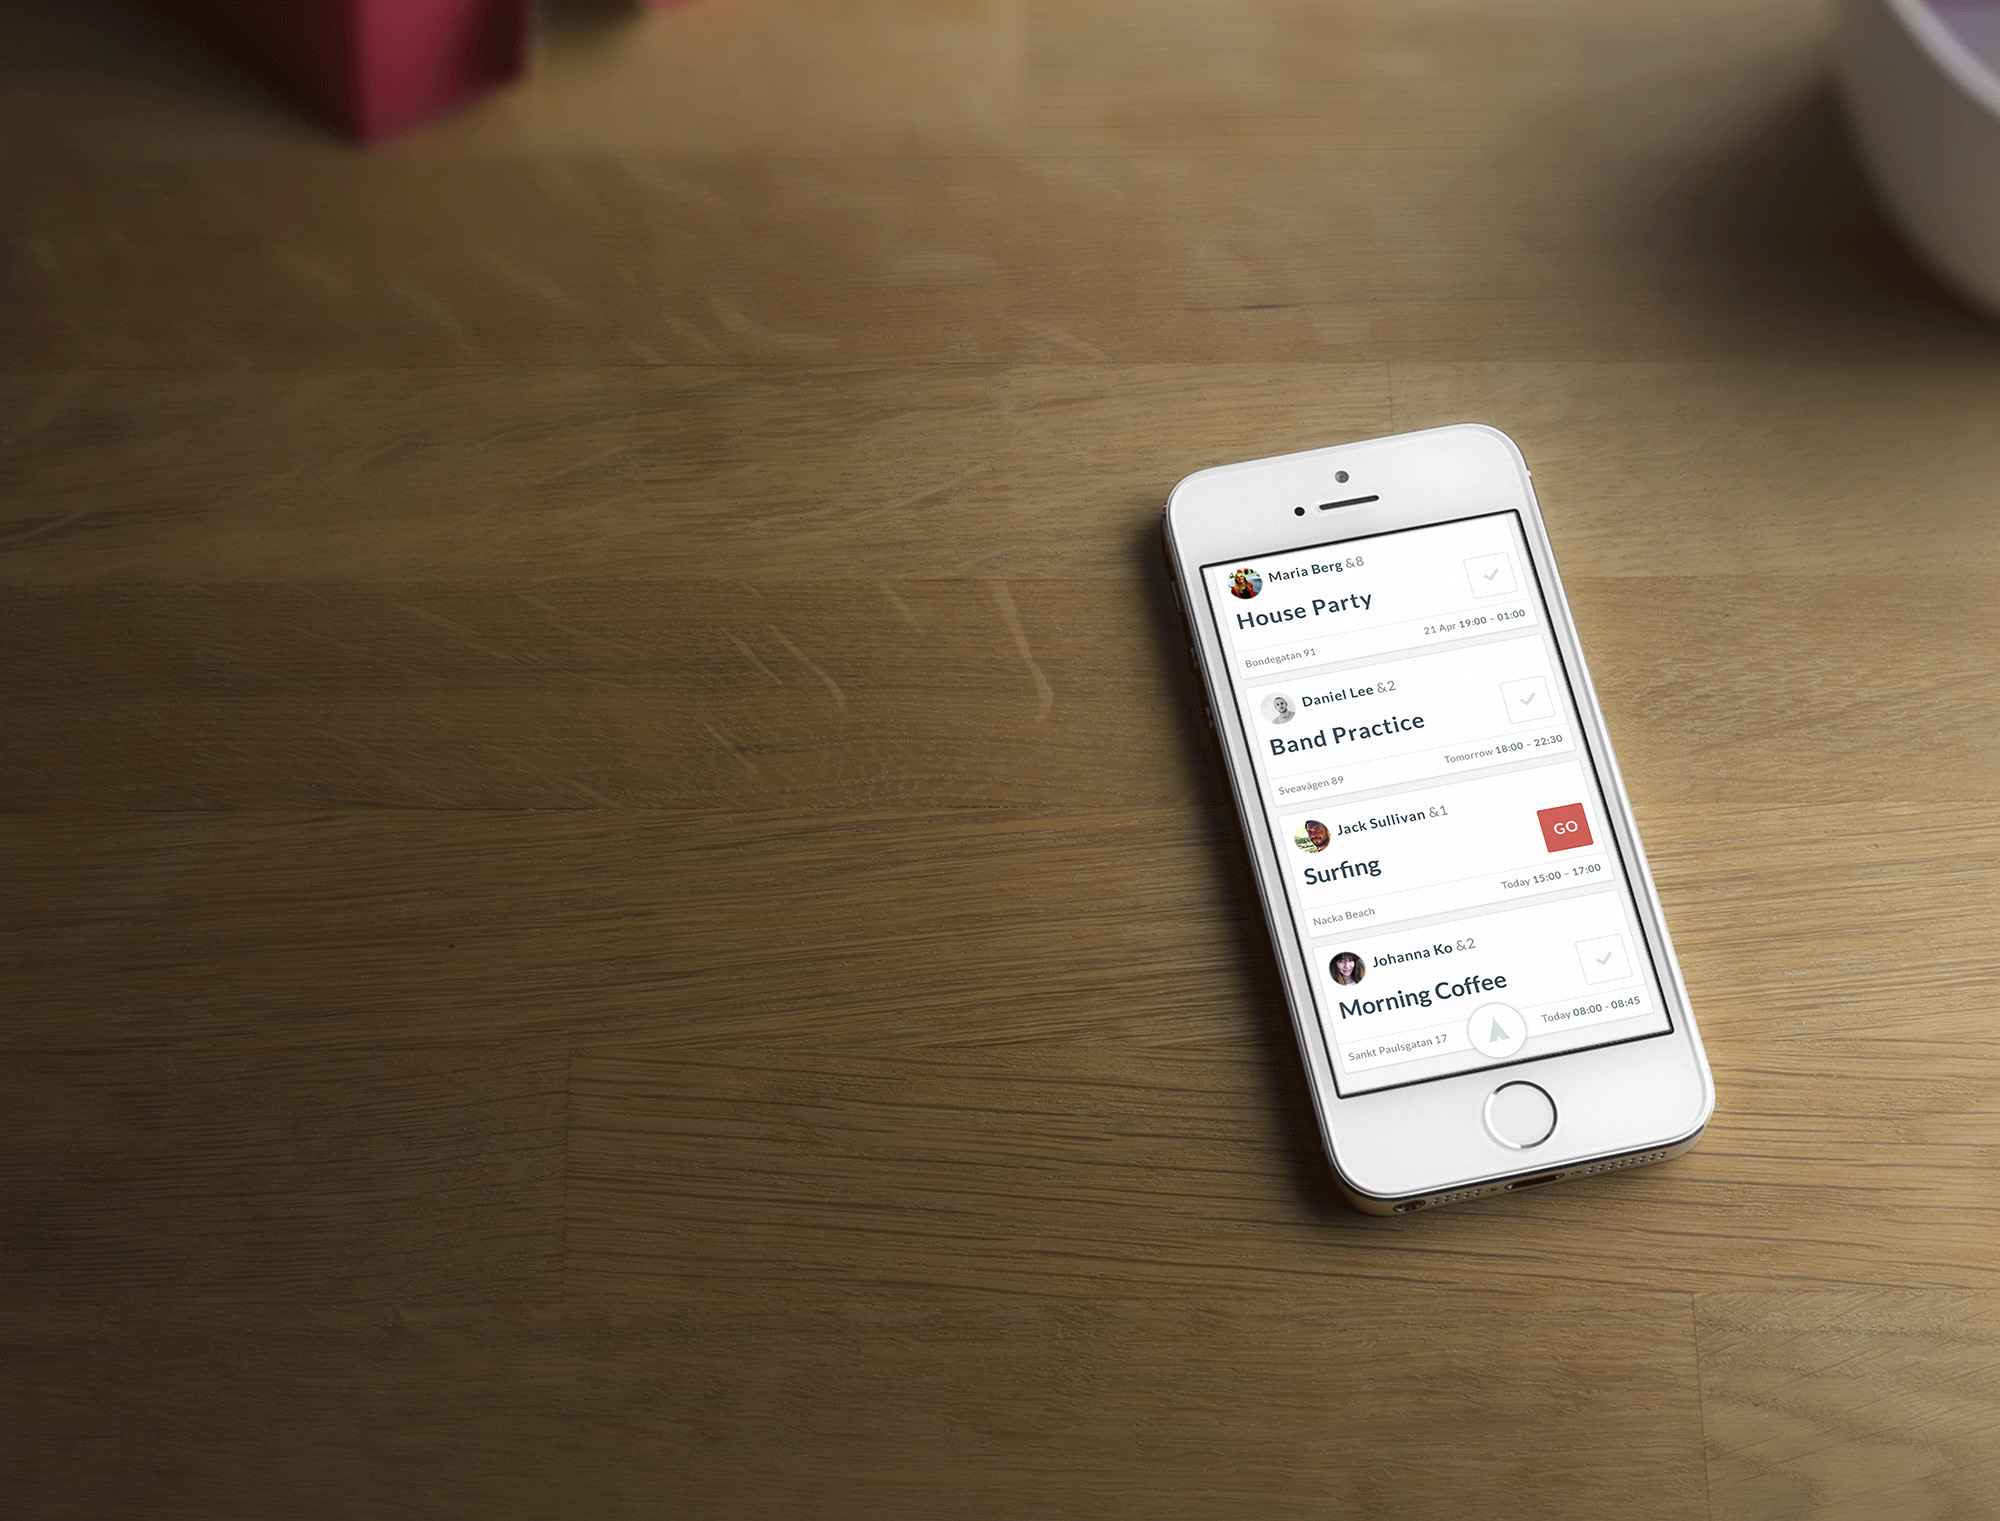 Maria Berg &8
House Party
21 Apr 19:00 – 01:00
Bondegatan 91
Daniel Lee &2
Band Practice
Tomorrow 18:00 – 22:30
Sveavägen 89
Jack Sullivan &1
GO
Surfing
Today 15:00 – 17:00
Nacka Beach
Johanna Ko &2
Morning Coffee
Today 08:00 - 08:45
Sankt Paulsgatan 17